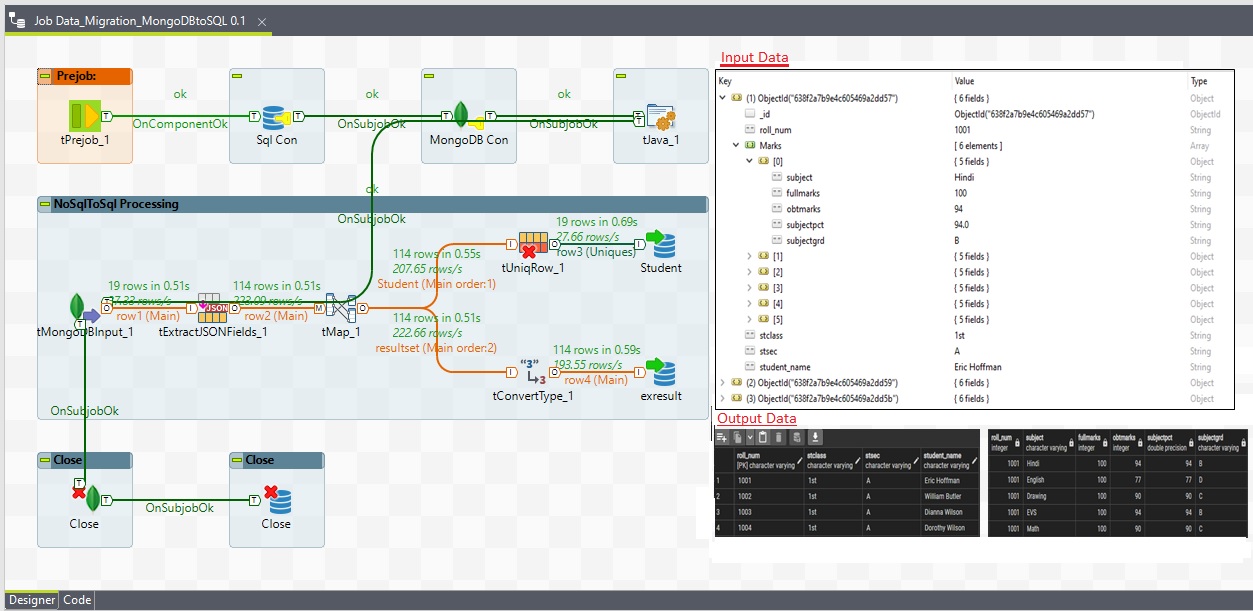 Job Data_Migration_MongoDBtoSQL 0.1
Prejob:
ok
ok
ok
T
T
T
T
T
T
T
OnComponentOk
OnSubjobOk
OnSubjobOk
tPrejob_1
Sql Con
MongoDB Con
tJava_1
ok
NoSqlToSql Processing
OnSubjobOk
19 rows in 0.69s
27.66 rows/s
row3 (Uniques)
tUniqRow_1
Student
114 rows in 0.55s
207.65 rows/s
Student (Main order:1)
19 rows in 0.51s
37.33 rows/s
row1 (Main)
114 rows in 0.51s
223.09 rows/s
row2 (Main)
tMongoDBInput_1
JSON
tExtractJSONFields_1
tMap_1
114 rows in 0.51s
222.66 rows/s
resultset (Main order:2)
114 rows in 0.59s
193.55 rows/s
row4 (Main)
"3"
3
tConvertType_1
exresult
OnSubjobOk
Close
Close
T
T
T
OnSubjobOk
Close
Close
Designer
Code
Input Data
Key Value Type
(1) ObjectId("638f2a7b9e4c605469a2dd57") { 6 fields } Object
_id ObjectId("638f2a7b9e4c605469a2dd57") ObjectId
roll_num 1001 String
Marks [ 6 elements ] Array
[0] { 5 fields } Object
subject Hindi String
fullmarks 100 String
obtmarks 94 String
subjectpct 94.0 String
subjectgrd B String
[1] { 5 fields } Object
[2] { 5 fields } Object
[3] { 5 fields } Object
[4] { 5 fields } Object
[5] { 5 fields } Object
stclass 1st String
stsec A String
student_name Eric Hoffman String
(2) ObjectId("638f2a7b9e4c605469a2dd59") { 6 fields } Object
(3) ObjectId("638f2a7b9e4c605469a2dd5b") { 6 fields } Object
Output Data
roll_num stclass stsec student_name
[PK] character varying character varying character varying character varying
1 1001 1st A Eric Hoffman
2 1002 1st A William Butler
3 1003 1st A Dianna Wilson
4 1004 1st A Dorothy Wilson
roll_num subject fullmarks obtmarks subjectpct subjectgrd
integer character varying integer integer double precision character varying
1001 Hindi 100 94 94 B
1001 English 100 77 77 D
1001 Drawing 100 90 90 C
1001 EVS 100 94 94 B
1001 Math 100 90 90 C